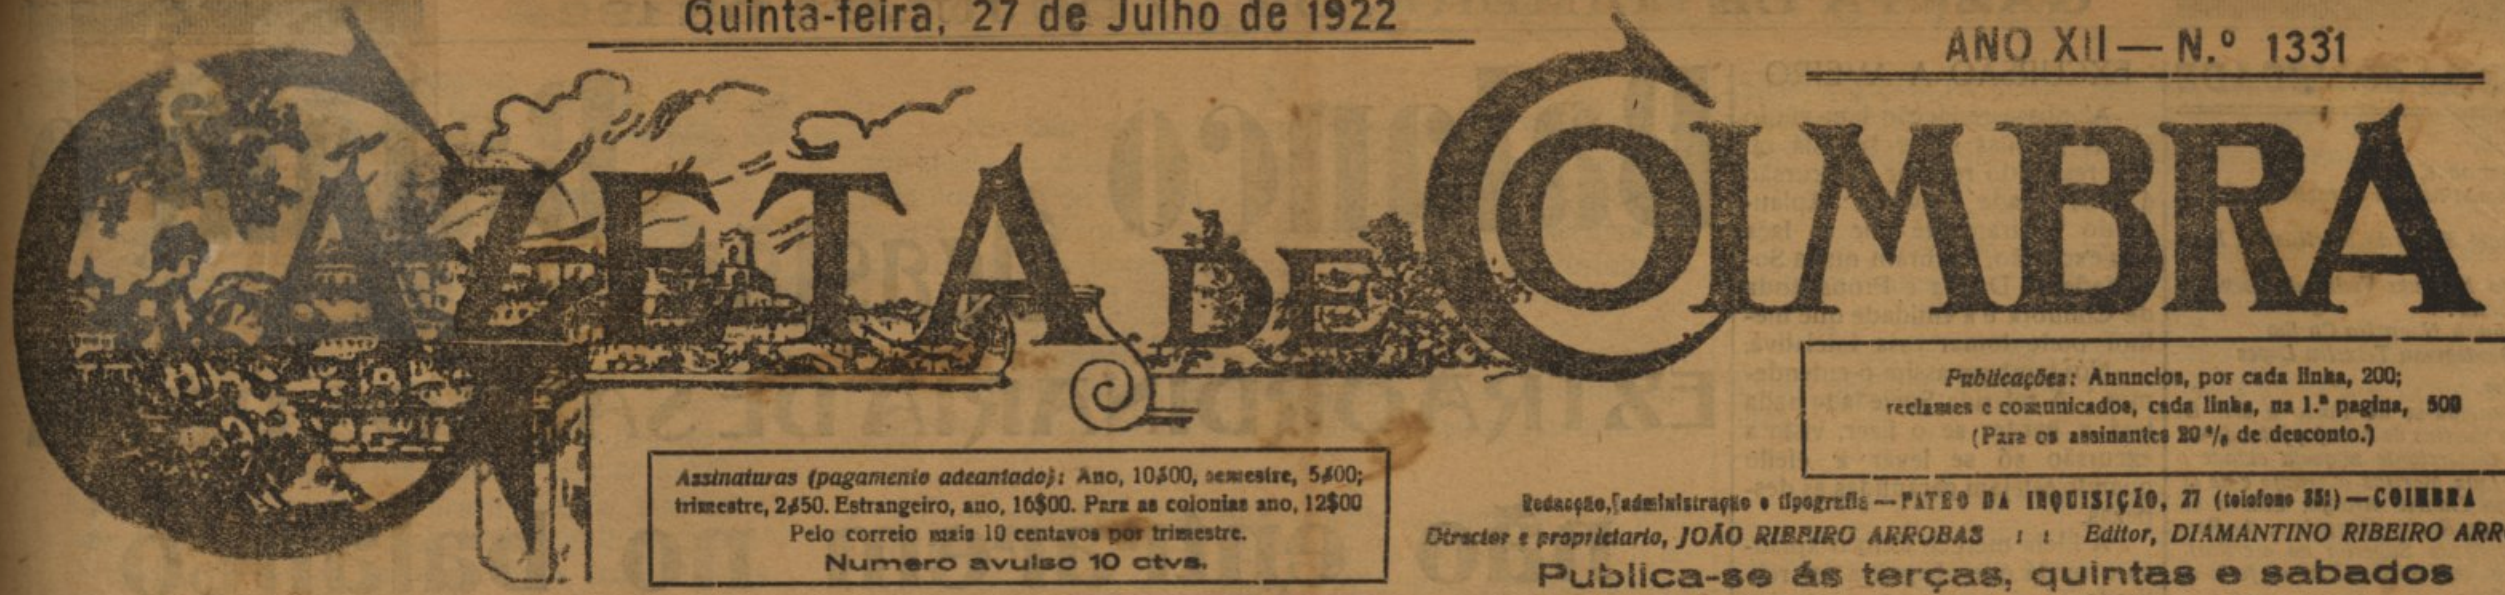 Quinta-feira, 27 de Julho de 1922
ANO XII — N.º 1331
GAZETA DE COIMBRA
Publicações: Anuncios, por cada linha, 200;
reclames e comunicados, cada linha, na 1.ª pagina, 500
(Para os assinantes 20 % de desconto.)
Assinaturas (pagamento adeantado): Ano, 10$00, semestre, 5$00;
trimestre, 2$50. Estrangeiro, ano, 16$00. Para as colonias ano, 12$00
Pelo correio mais 10 centavos por trimestre.
Numero avulso 10 ctvs.
Redacção, administração e tipografia — PATEO DA INQUISIÇÃO, 27 (telefone 351) — COIMBRA
Director e proprietario, JOÃO RIBEIRO ARROBAS : : Editor, DIAMANTINO RIBEIRO ARR
Publica-se ás terças, quintas e sabados